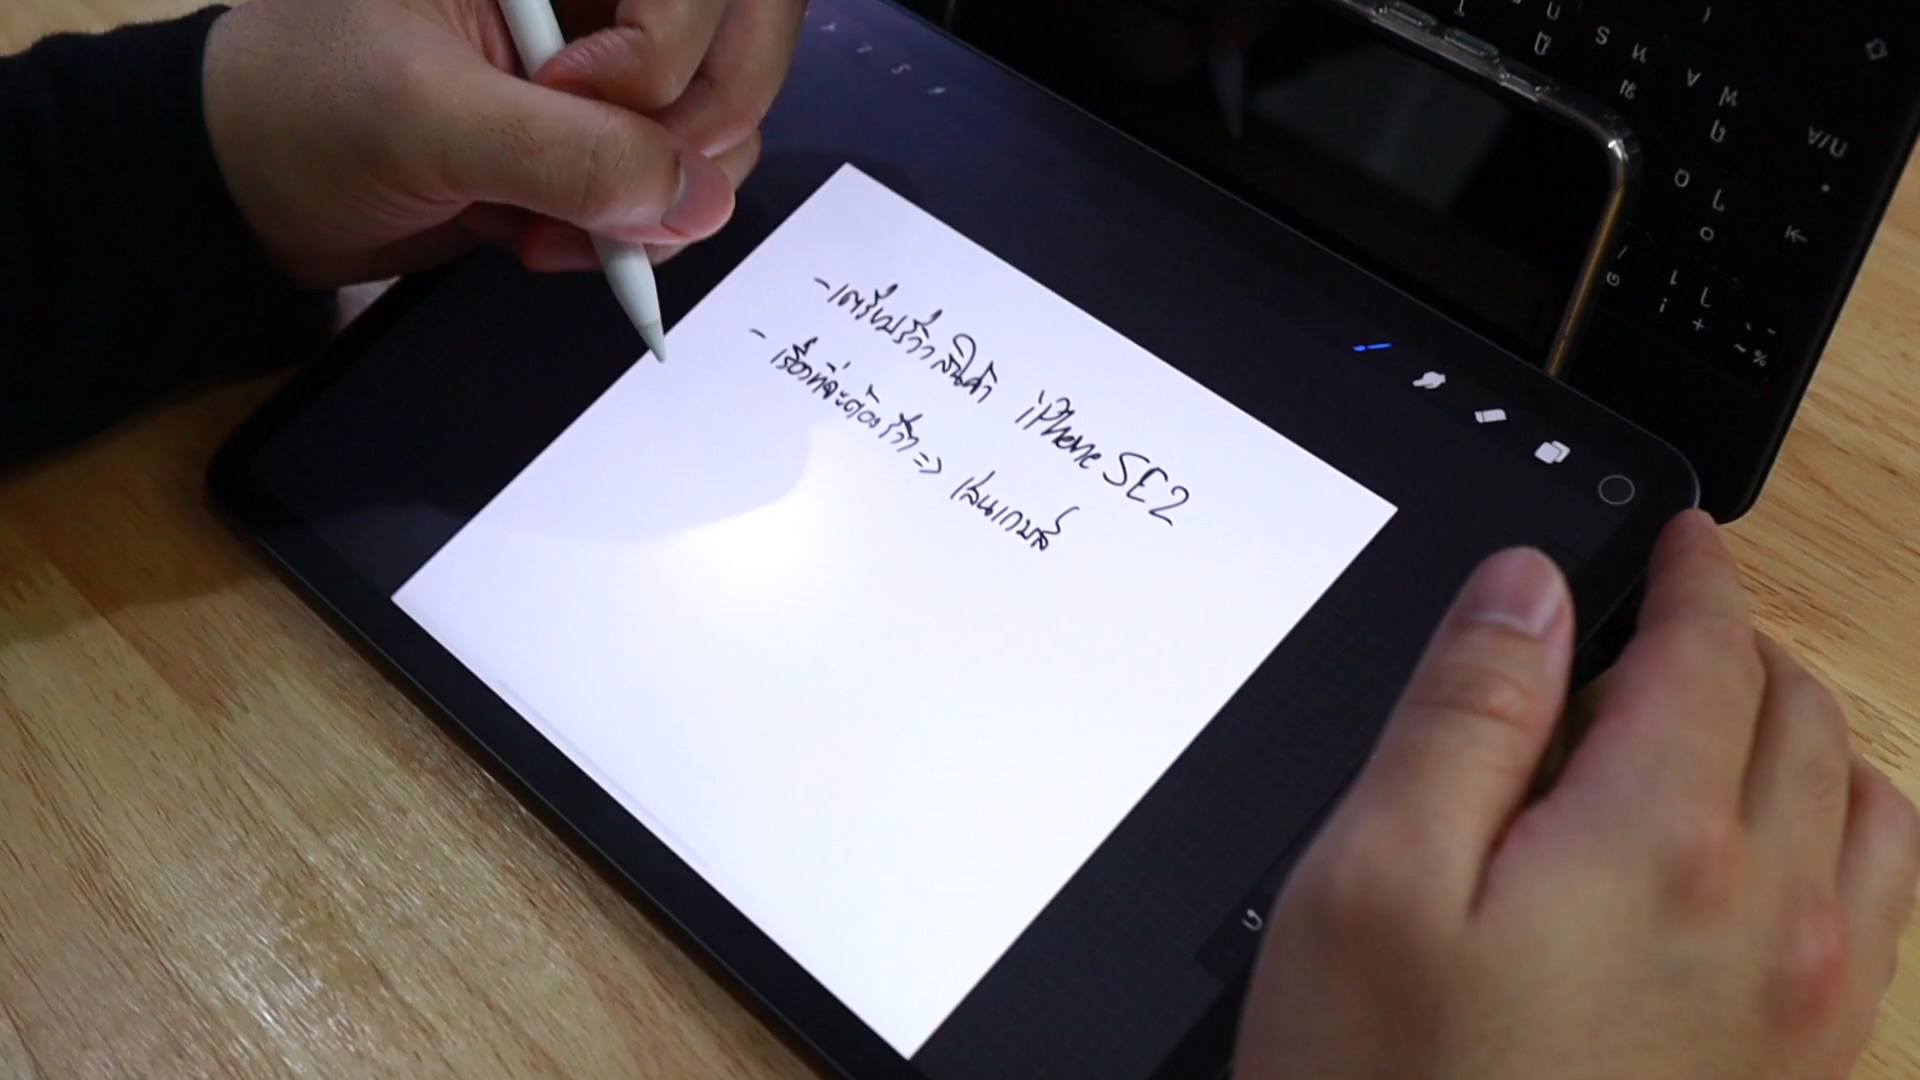 - เตรียมรีวิวสินค้า iPhone SE2
- เรื่องที่จะต้องรีวิว => เล่นเกมส์